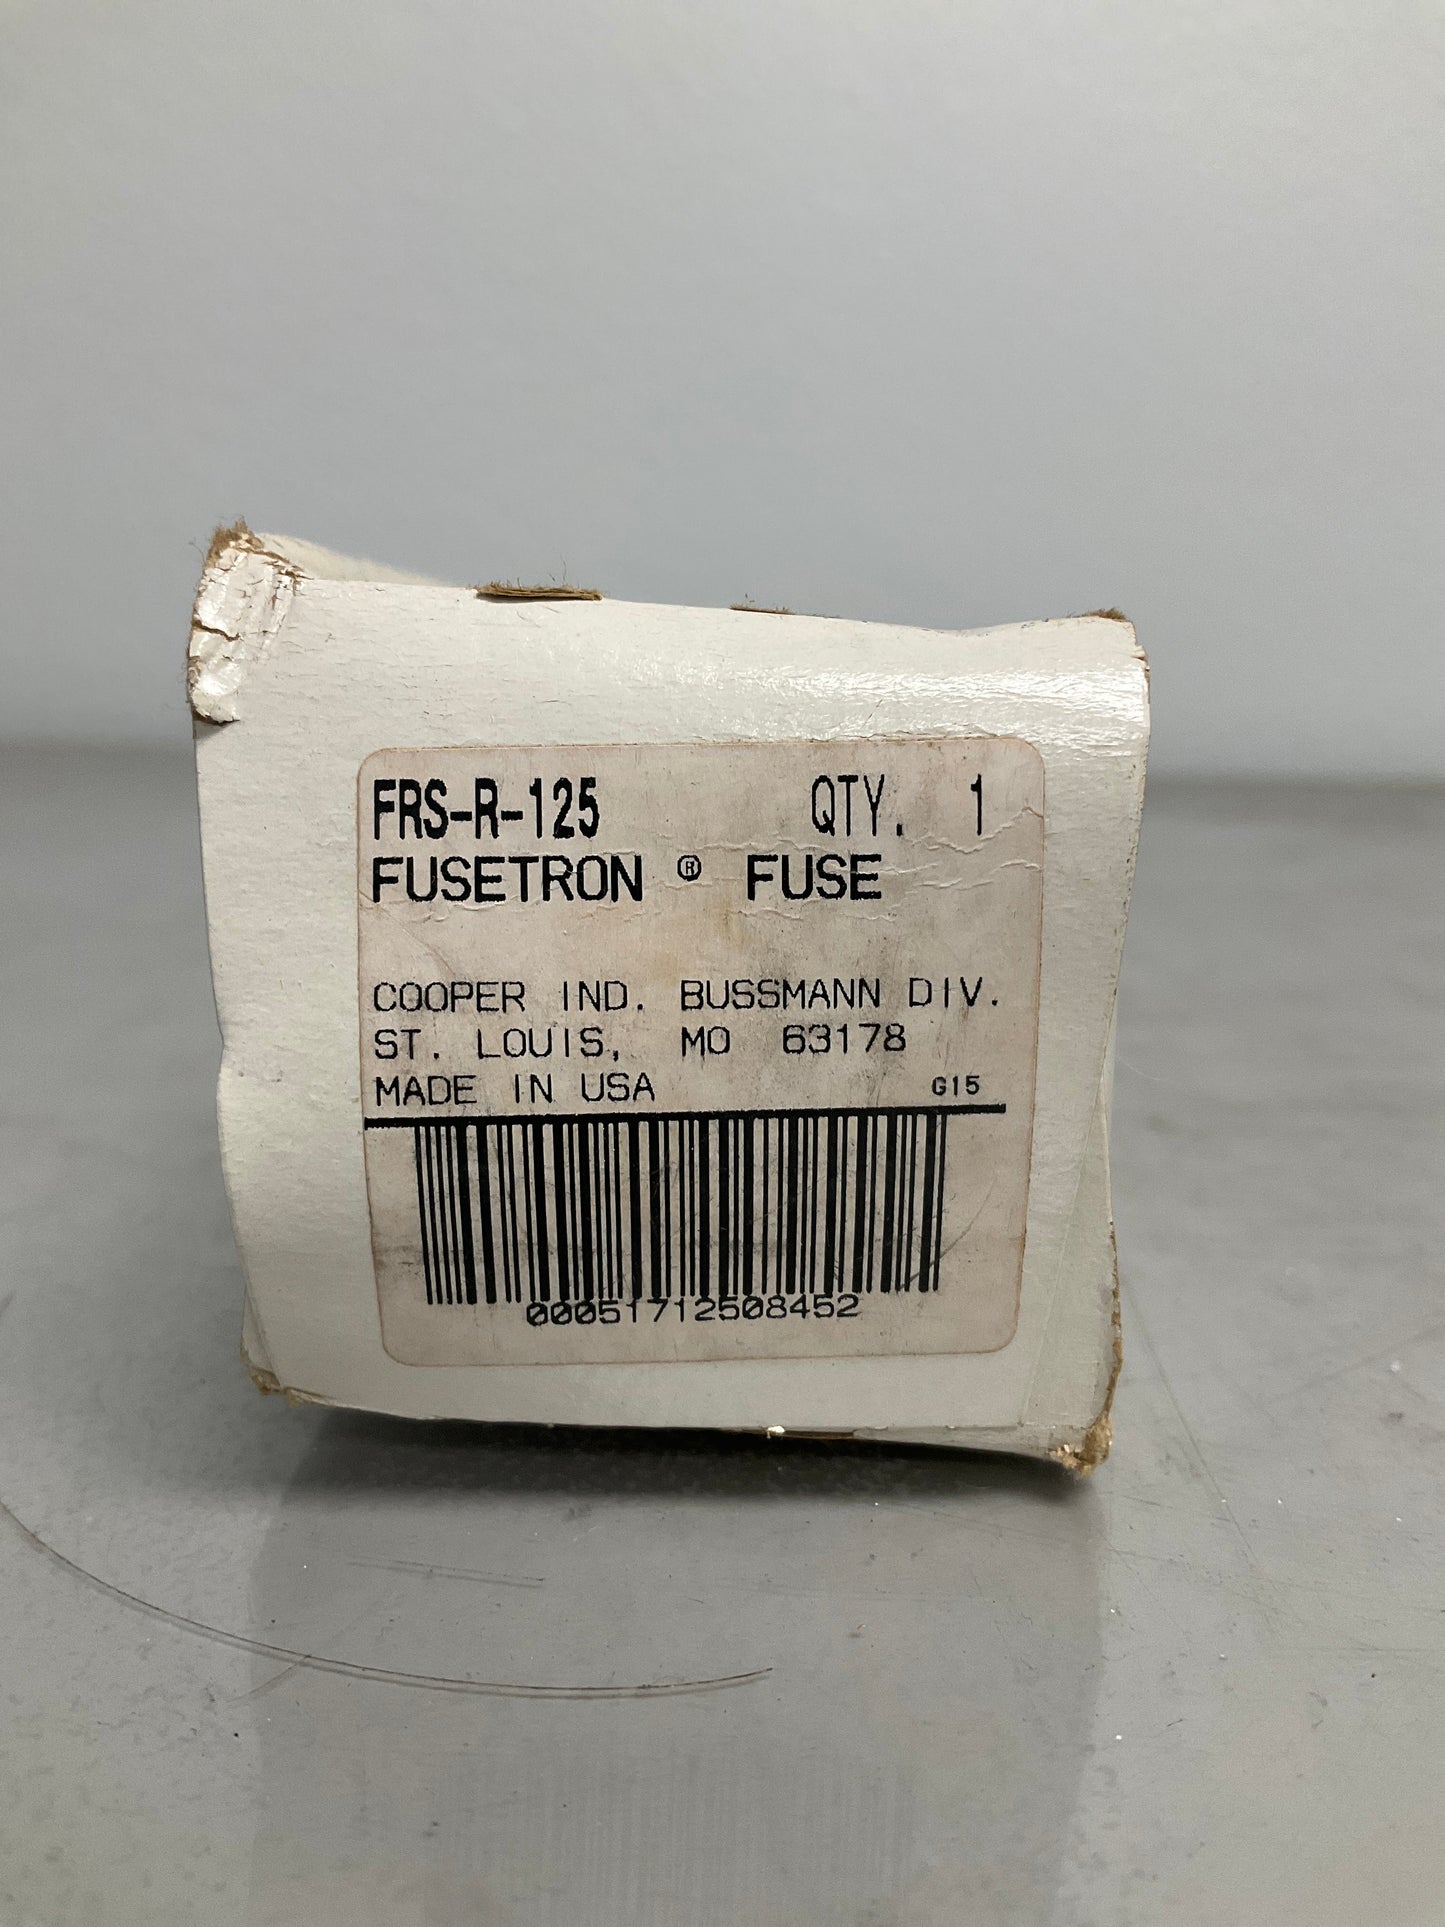 FRS-R-125 QTY. 1
FUSETRON ® FUSE
COOPER IND. BUSSMANN DIV.
ST. LOUIS, MO 63178
MADE IN USA G15
00051712508452